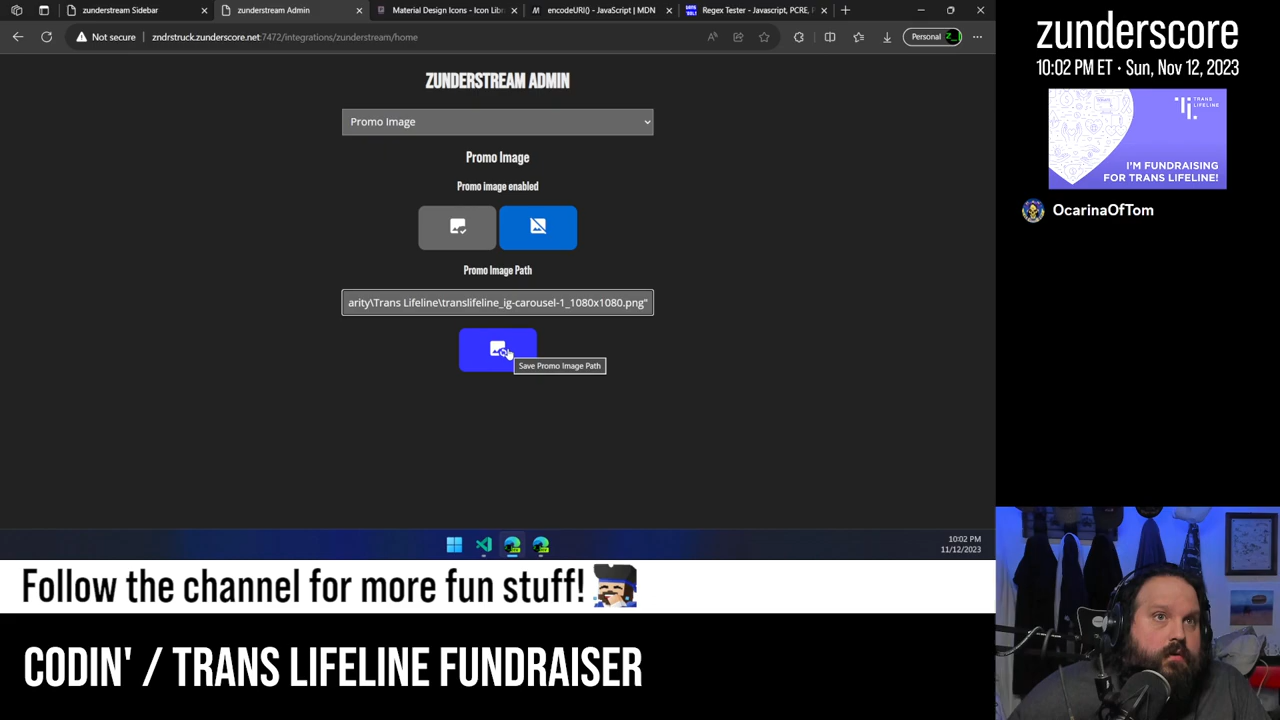 zunderstream Sidebar
zunderstream Admin
Material Design Icons - Icon Libr
encodeURI() - JavaScript | MDN
Regex Tester - Javascript, PCRE, P
Not secure
zndrstruck.zunderscore.net:7472/integrations/zunderstream/home
Personal
ZUNDERSTREAM ADMIN
Promo Image
Promo Image
Promo image enabled
Promo Image Path
arity\Trans Lifeline\translifeline_ig-carousel-1_1080x1080.png"
Save Promo Image Path
10:02 PM
11/12/2023
zunderscore
10:02 PM ET • Sun, Nov 12, 2023
TRANS
LIFELINE
I'M FUNDRAISING
FOR TRANS LIFELINE!
OcarinaOfTom
Follow the channel for more fun stuff!
CODIN' / TRANS LIFELINE FUNDRAISER